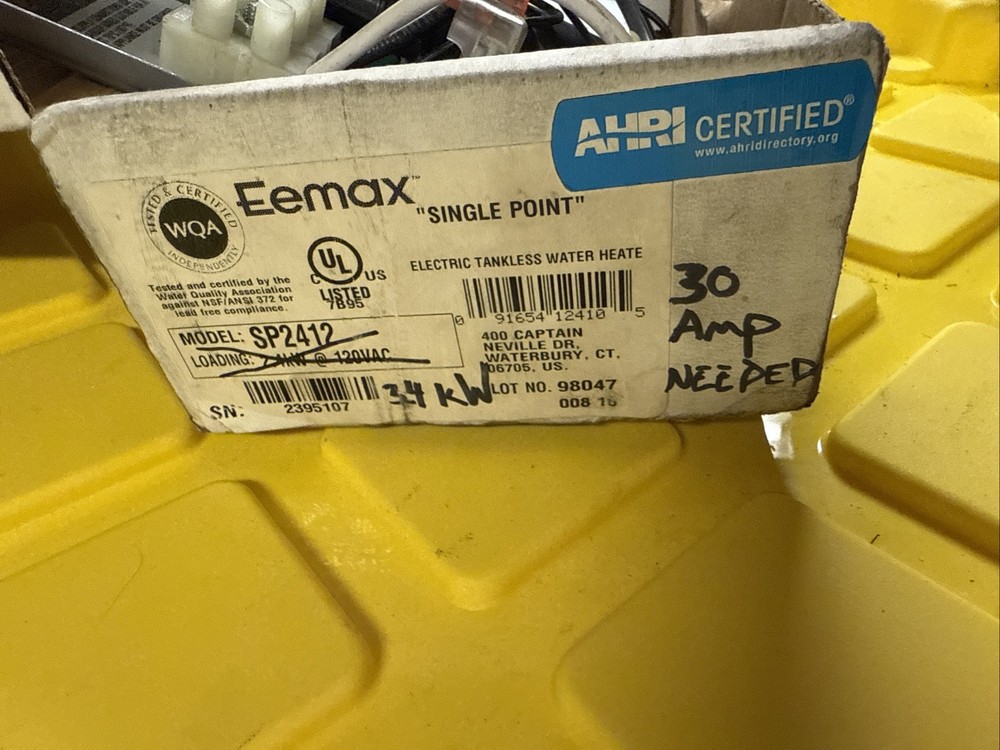 AHRI CERTIFIED®
www.ahridirectory.org
TESTED & CERTIFIED
WQA
INDEPENDENTLY
Eemax™
"SINGLE POINT"
C UL US
LISTED
7B95
ELECTRIC TANKLESS WATER HEATE
Tested and certified by the
Water Quality Association
against NSF/ANSI 372 for
lead free compliance.
0 91654 12410 5
MODEL: SP2412
LOADING: 2.4KW @ 120VAC
400 CAPTAIN
NEVILLE DR,
WATERBURY, CT.
06705, US.
SN:
2395107
3.4 KW
LOT NO. 98047
008 16
30
Amp
NEEDED